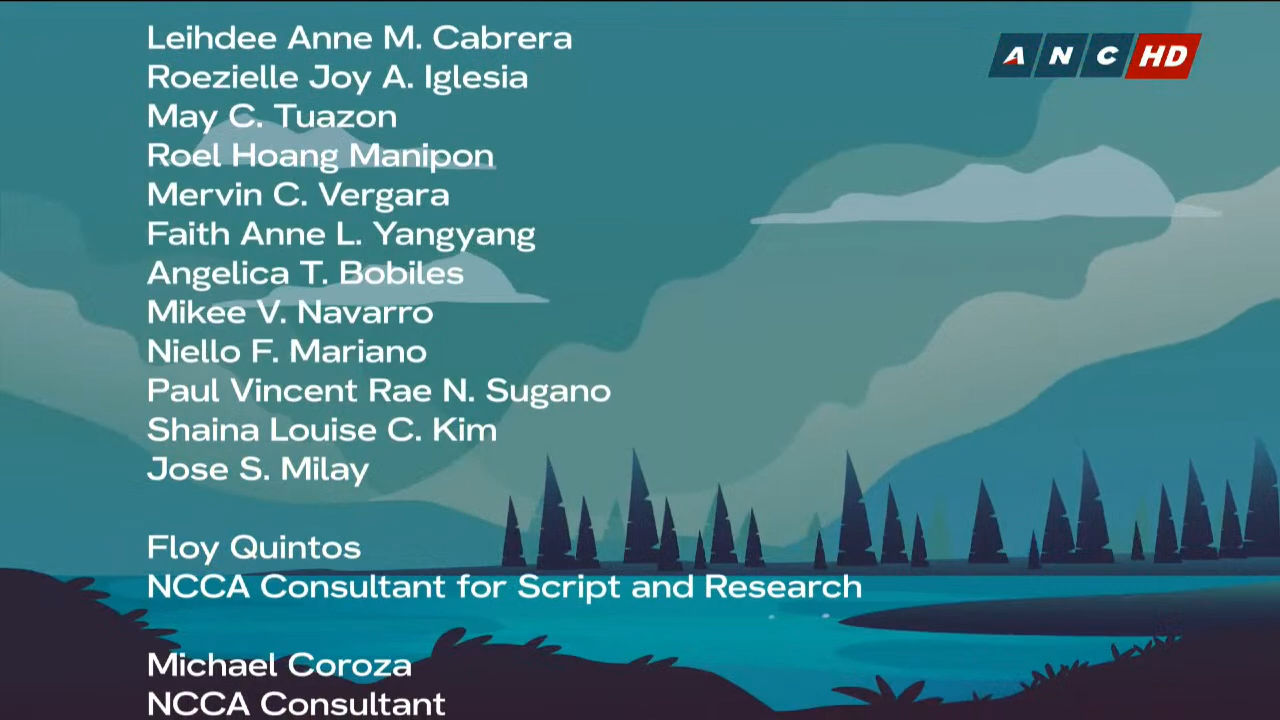 Leihdee Anne M. Cabrera
ANC HD
Roezielle Joy A. Iglesia
May C. Tuazon
Roel Hoang Manipon
Mervin C. Vergara
Faith Anne L. Yangyang
Angelica T. Bobiles
Mikee V. Navarro
Niello F. Mariano
Paul Vincent Rae N. Sugano
Shaina Louise C. Kim
Jose S. Milay
Floy Quintos
NCCA Consultant for Script and Research
Michael Coroza
NCCA Consultant